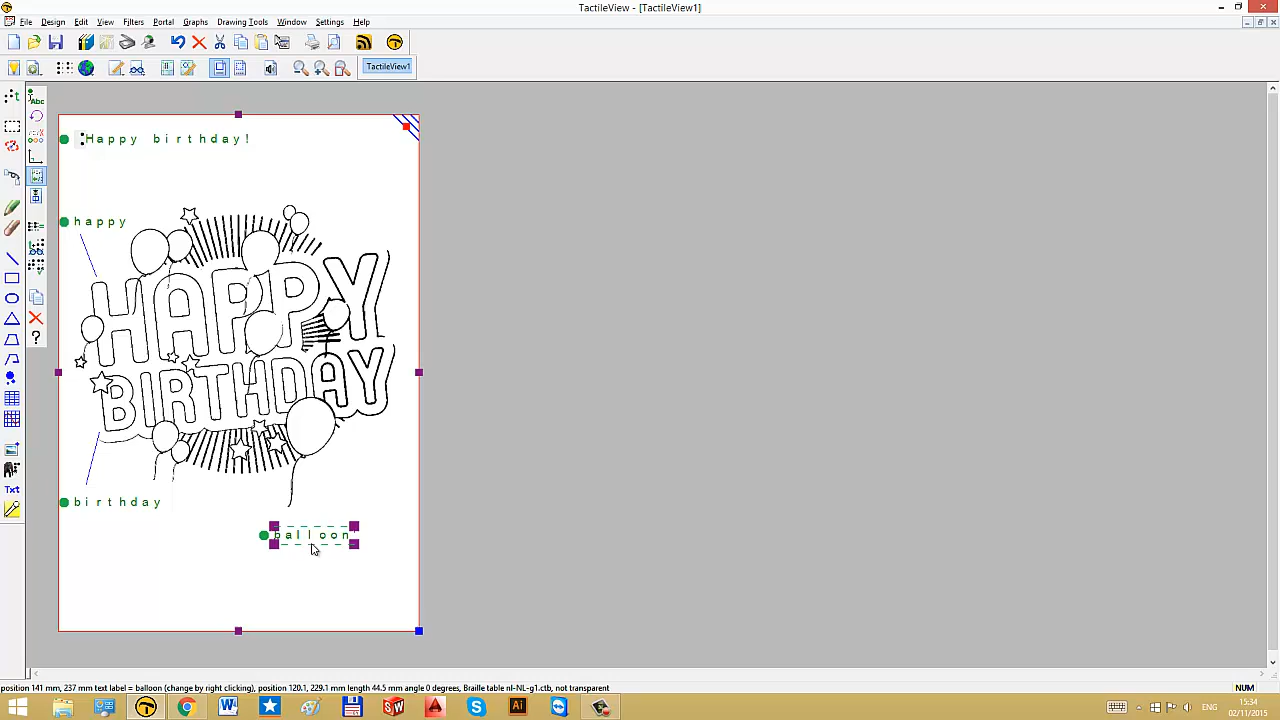 TactileView - [TactileView1]
File Design Edit View Filters Portal Graphs Drawing Tools Window Settings Help
TactileView1
Abc
Happy birthday!
happy
HAPPY
BIRTHDAY
birthday
balloon
Txt
position 141 mm, 237 mm text label = balloon (change by right clicking), position 120.1, 229.1 mm length 44.5 mm angle 0 degrees, Braille table nl-NL-g1.ctb, not transparent
NUM
15:34
02/11/2015